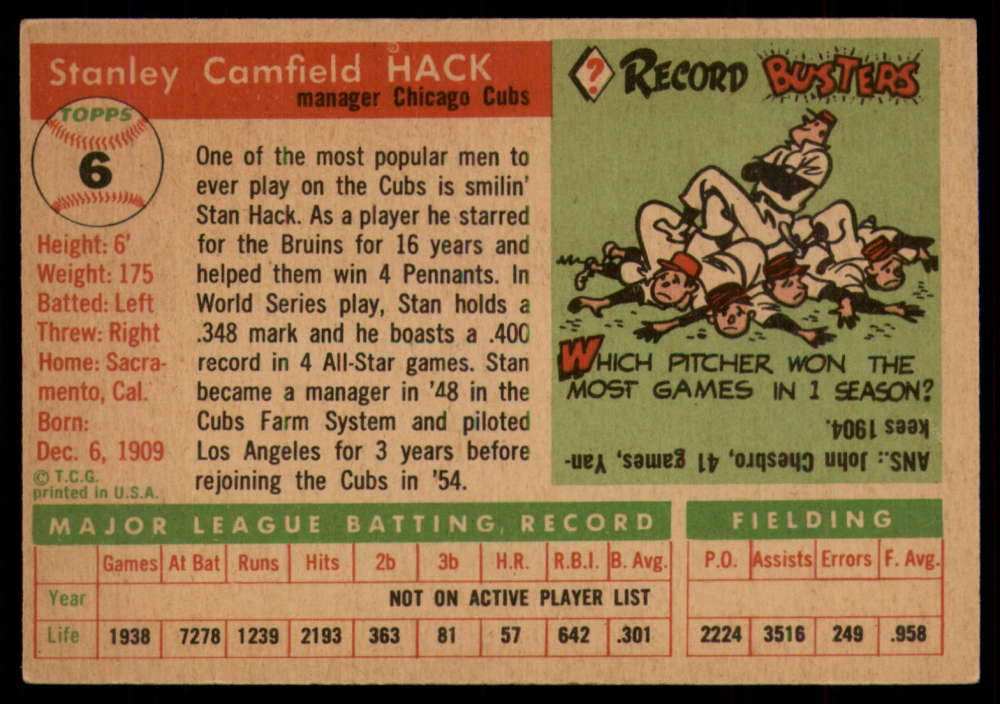 Stanley Camfield HACK
manager Chicago Cubs
TOPPS
6
Height: 6'
Weight: 175
Batted: Left
Threw: Right
Home: Sacra-
mento, Cal.
Born:
Dec. 6, 1909
© T.C.G.
printed in U.S.A.
One of the most popular men to
ever play on the Cubs is smilin'
Stan Hack. As a player he starred
for the Bruins for 16 years and
helped them win 4 Pennants. In
World Series play, Stan holds a
.348 mark and he boasts a .400
record in 4 All-Star games. Stan
became a manager in '48 in the
Cubs Farm System and piloted
Los Angeles for 3 years before
rejoining the Cubs in '54.
? RECORD BUSTERS
WHICH PITCHER WON THE
MOST GAMES IN 1 SEASON?
ANS.: John Chesbro, 41 games, Yan-
kees 1904.
MAJOR LEAGUE BATTING RECORD FIELDING
Games At Bat Runs Hits 2b 3b H.R. R.B.I. B. Avg. P.O. Assists Errors F. Avg.
Year NOT ON ACTIVE PLAYER LIST
Life 1938 7278 1239 2193 363 81 57 642 .301 2224 3516 249 .958